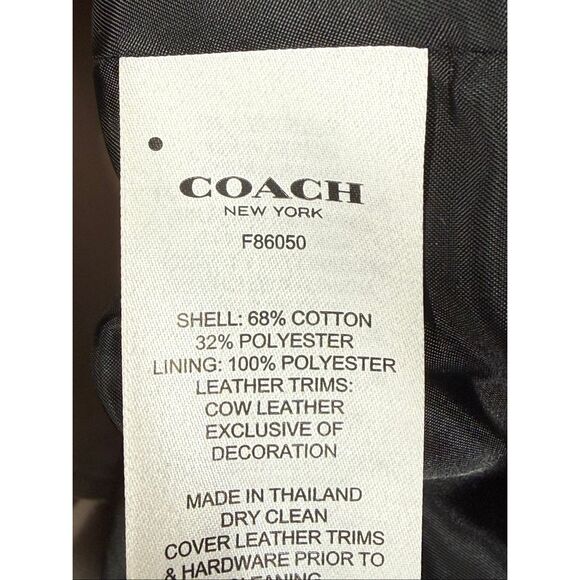 COACH
NEW YORK
F86050
SHELL: 68% COTTON
32% POLYESTER
LINING: 100% POLYESTER
LEATHER TRIMS:
COW LEATHER
EXCLUSIVE OF
DECORATION
MADE IN THAILAND
DRY CLEAN
COVER LEATHER TRIMS
& HARDWARE PRIOR TO
CLEANING